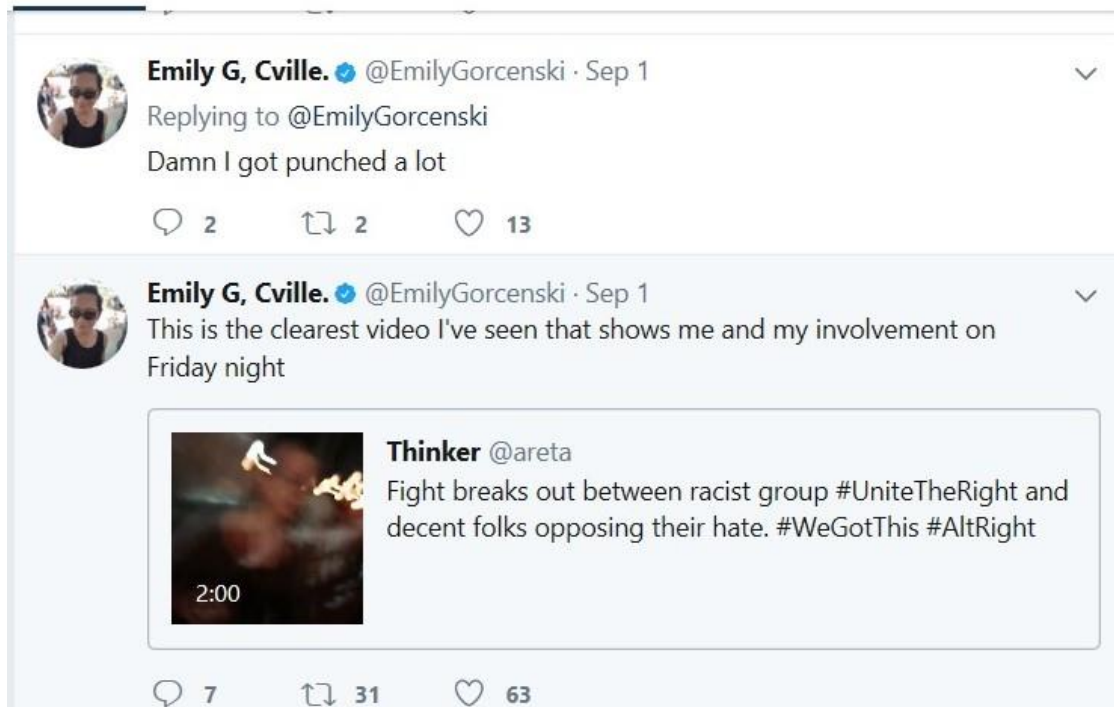 Emily G, Cville. @EmilyGorcenski · Sep 1
Replying to @EmilyGorcenski
Damn I got punched a lot
2 2 13
Emily G, Cville. @EmilyGorcenski · Sep 1
This is the clearest video I've seen that shows me and my involvement on
Friday night
Thinker @areta
Fight breaks out between racist group #UniteTheRight and
decent folks opposing their hate. #WeGotThis #AltRight
2:00
7 31 63